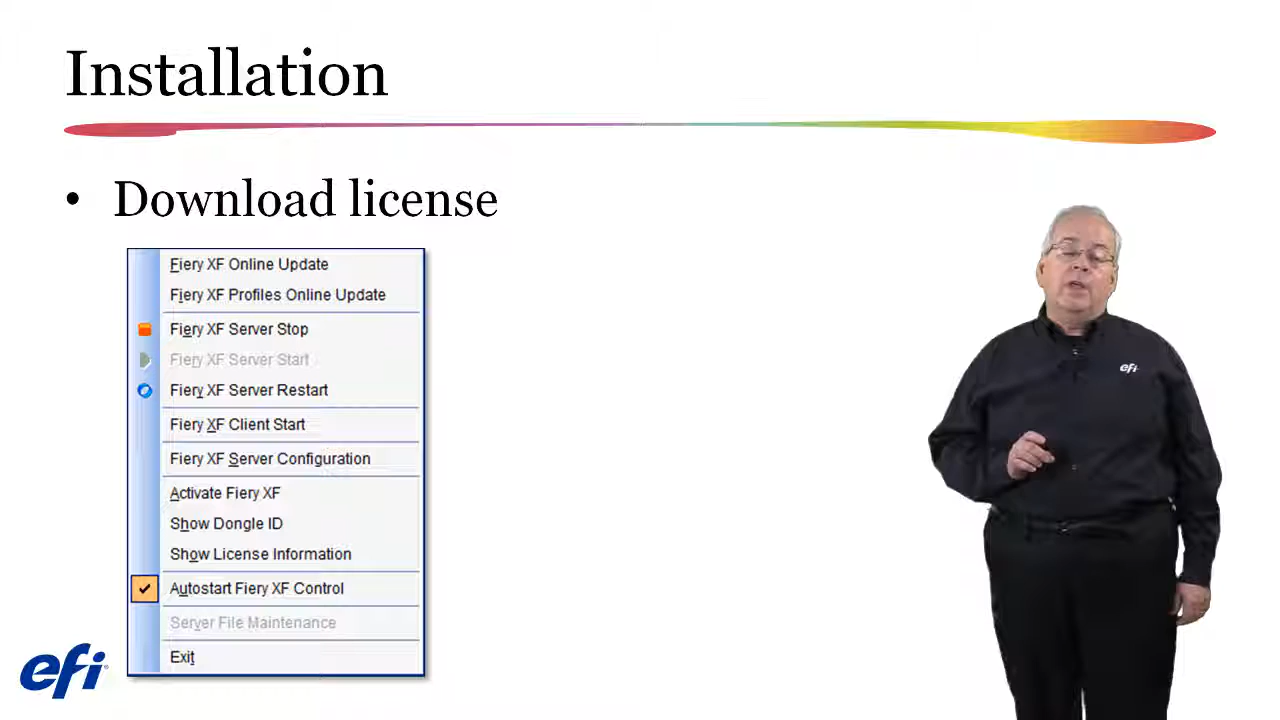 Installation
• Download license
Fiery XF Online Update
Fiery XF Profiles Online Update
Fiery XF Server Stop
Fiery XF Server Start
Fiery XF Server Restart
Fiery XF Client Start
Fiery XF Server Configuration
Activate Fiery XF
Show Dongle ID
Show License Information
Autostart Fiery XF Control
Server File Maintenance
Exit
efi
efi